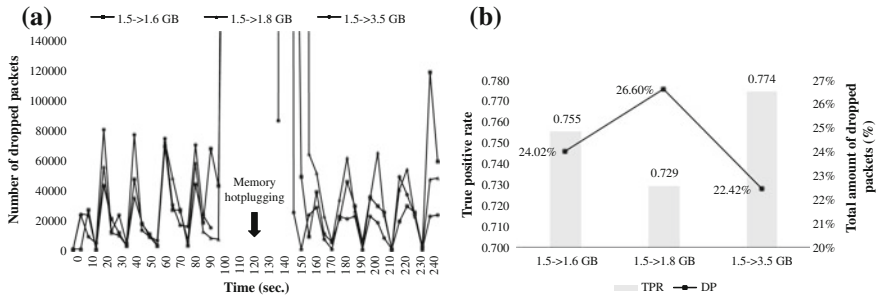 (a)
1.5->1.6 GB 1.5->1.8 GB 1.5->3.5 GB
Number of dropped packets
140000
120000
100000
80000
60000
40000
20000
0
Memory
hotplugging
0 10 20 30 40 50 60 70 80 90 100 110 120 130 140 150 160 170 180 190 200 210 220 230 240
Time (sec.)
(b)
True positive rate
0.780
0.770
0.760
0.750
0.740
0.730
0.720
0.710
0.700
0.755
0.729
0.774
24.02%
26.60%
22.42%
27%
26%
25%
24%
23%
22%
21%
20%
Total amount of dropped
packets (%)
1.5->1.6 GB 1.5->1.8 GB 1.5->3.5 GB
TPR DP